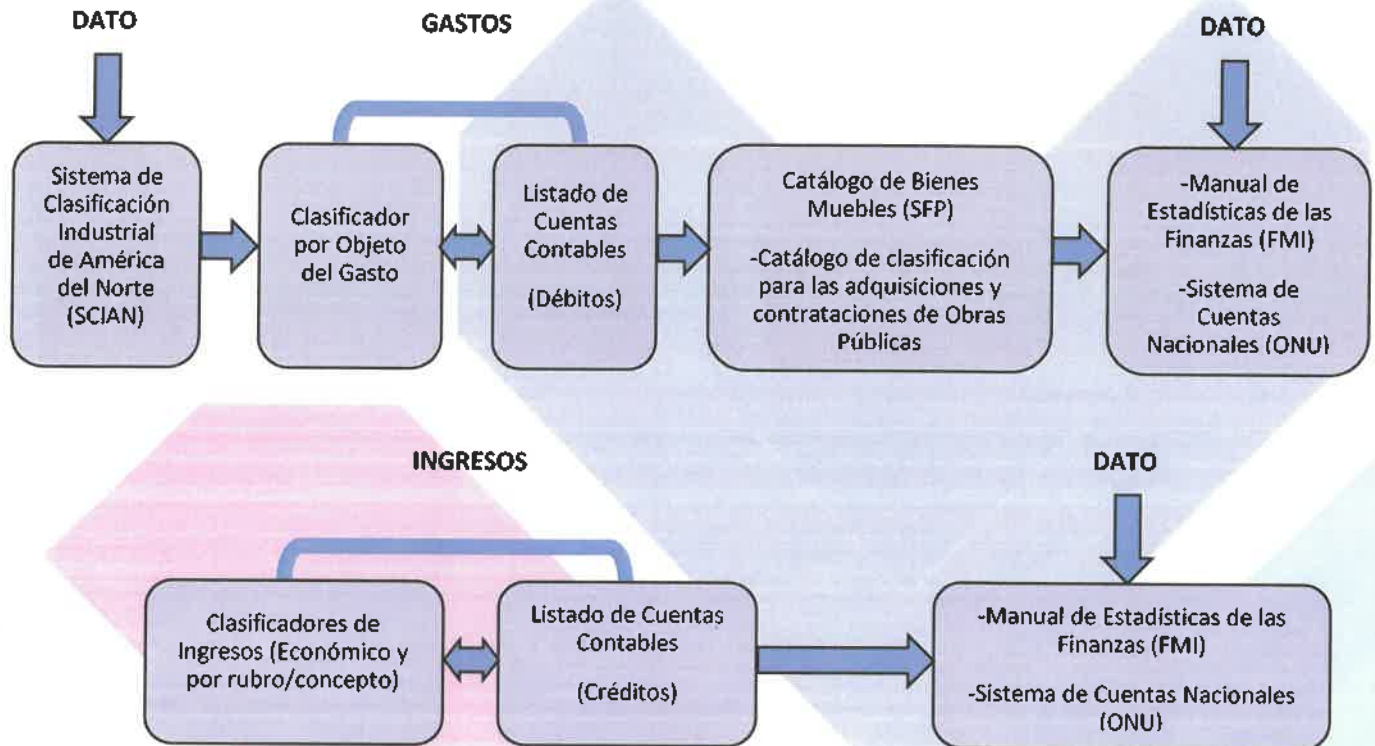 DATO
GASTOS
DATO
Sistema de
Clasificación
Industrial
de América
del Norte
(SCIAN)
Clasificador
por Objeto
del Gasto
Listado de
Cuentas
Contables
(Débitos)
Catálogo de Bienes
Muebles (SFP)
-Catálogo de clasificación
para las adquisiciones y
contrataciones de Obras
Públicas
-Manual de
Estadísticas de las
Finanzas (FMI)
-Sistema de
Cuentas
Nacionales (ONU)
INGRESOS
DATO
Clasificadores de
Ingresos (Económico y
por rubro/concepto)
Listado de Cuentas
Contables
(Créditos)
-Manual de Estadísticas de las
Finanzas (FMI)
-Sistema de Cuentas Nacionales
(ONU)